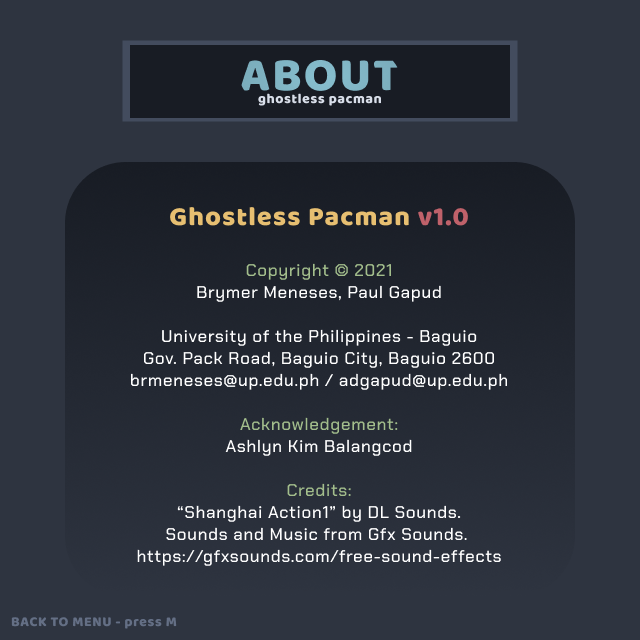 ABOUT
ghostless pacman
Ghostless Pacman v1.0
Copyright © 2021
Brymer Meneses, Paul Gapud
University of the Philippines - Baguio
Gov. Pack Road, Baguio City, Baguio 2600
brmeneses@up.edu.ph / adgapud@up.edu.ph
Acknowledgement:
Ashlyn Kim Balangcod
Credits:
“Shanghai Action1” by DL Sounds.
Sounds and Music from Gfx Sounds.
https://gfxsounds.com/free-sound-effects
BACK TO MENU - press M